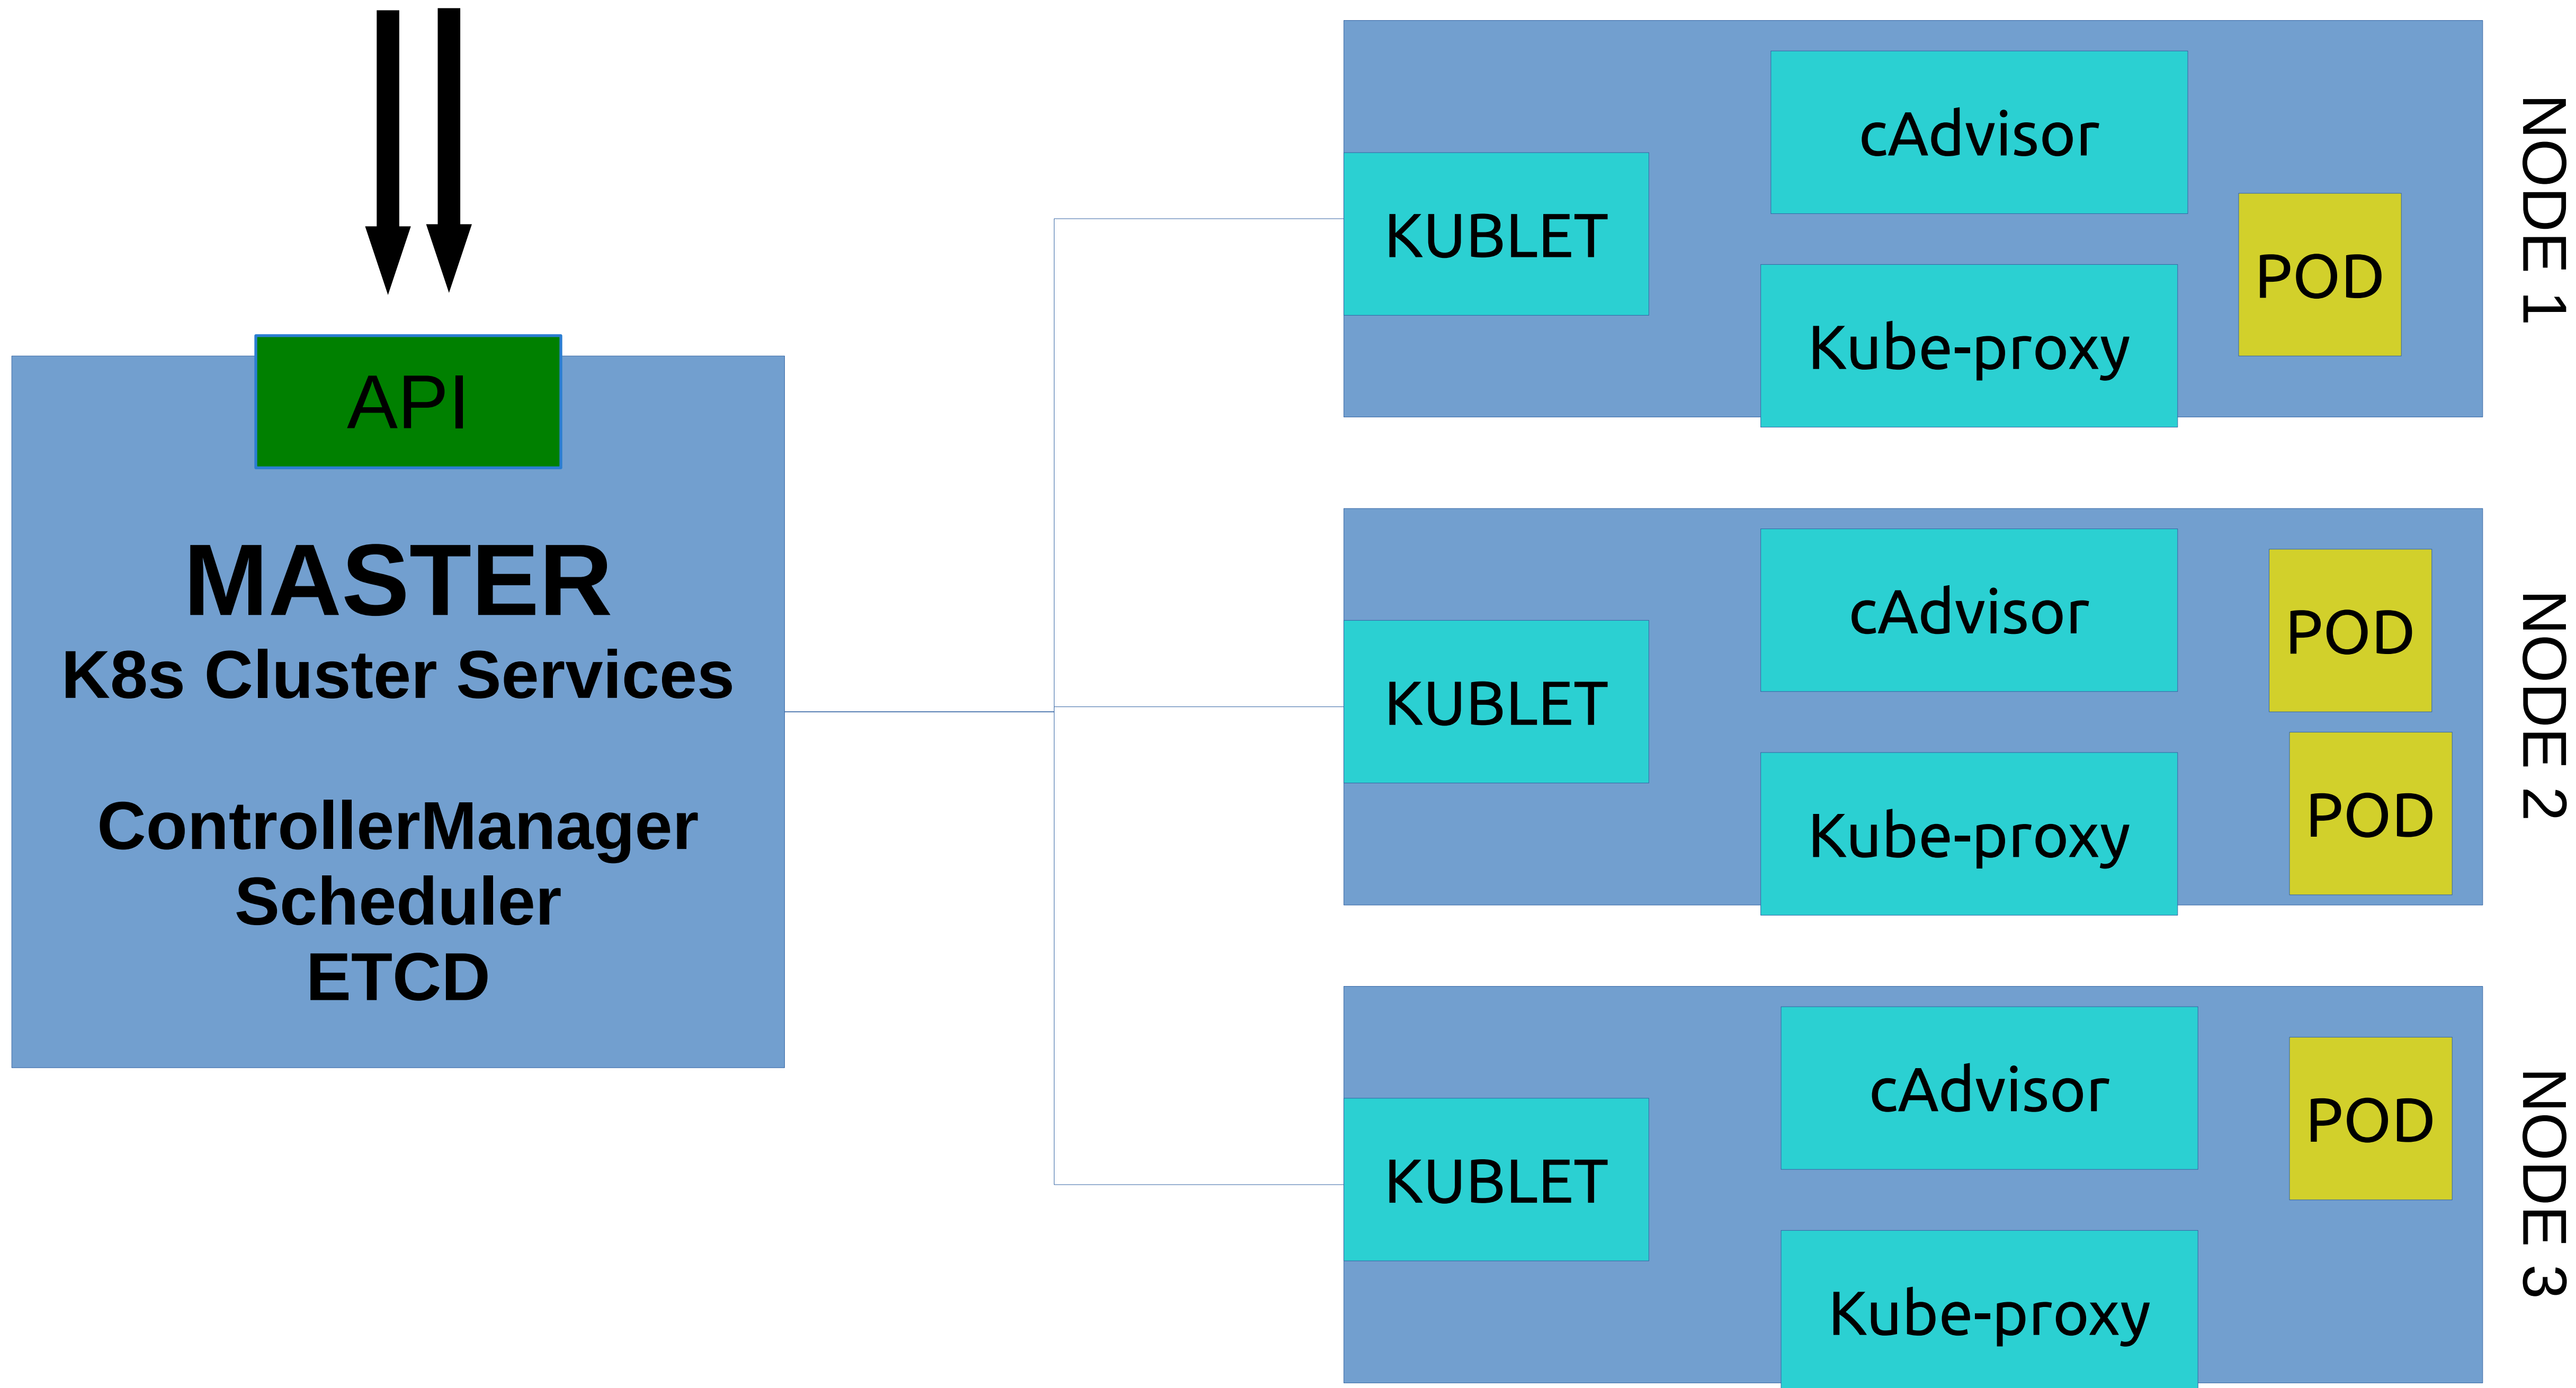 API
MASTER
K8s Cluster Services
ControllerManager
Scheduler
ETCD
cAdvisor
KUBLET
POD
Kube-proxy
NODE 1
cAdvisor
POD
KUBLET
POD
Kube-proxy
NODE 2
cAdvisor
POD
KUBLET
Kube-proxy
NODE 3